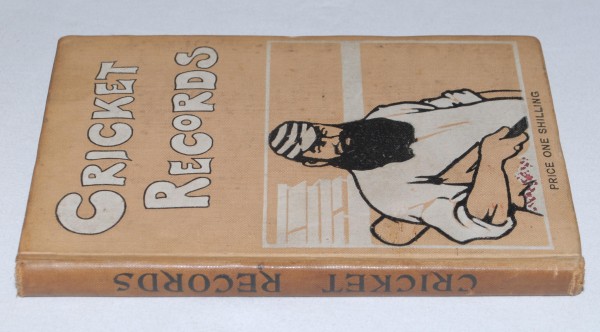 CRICKET
RECORDS
PRICE ONE SHILLING
CRICKET RECORDS